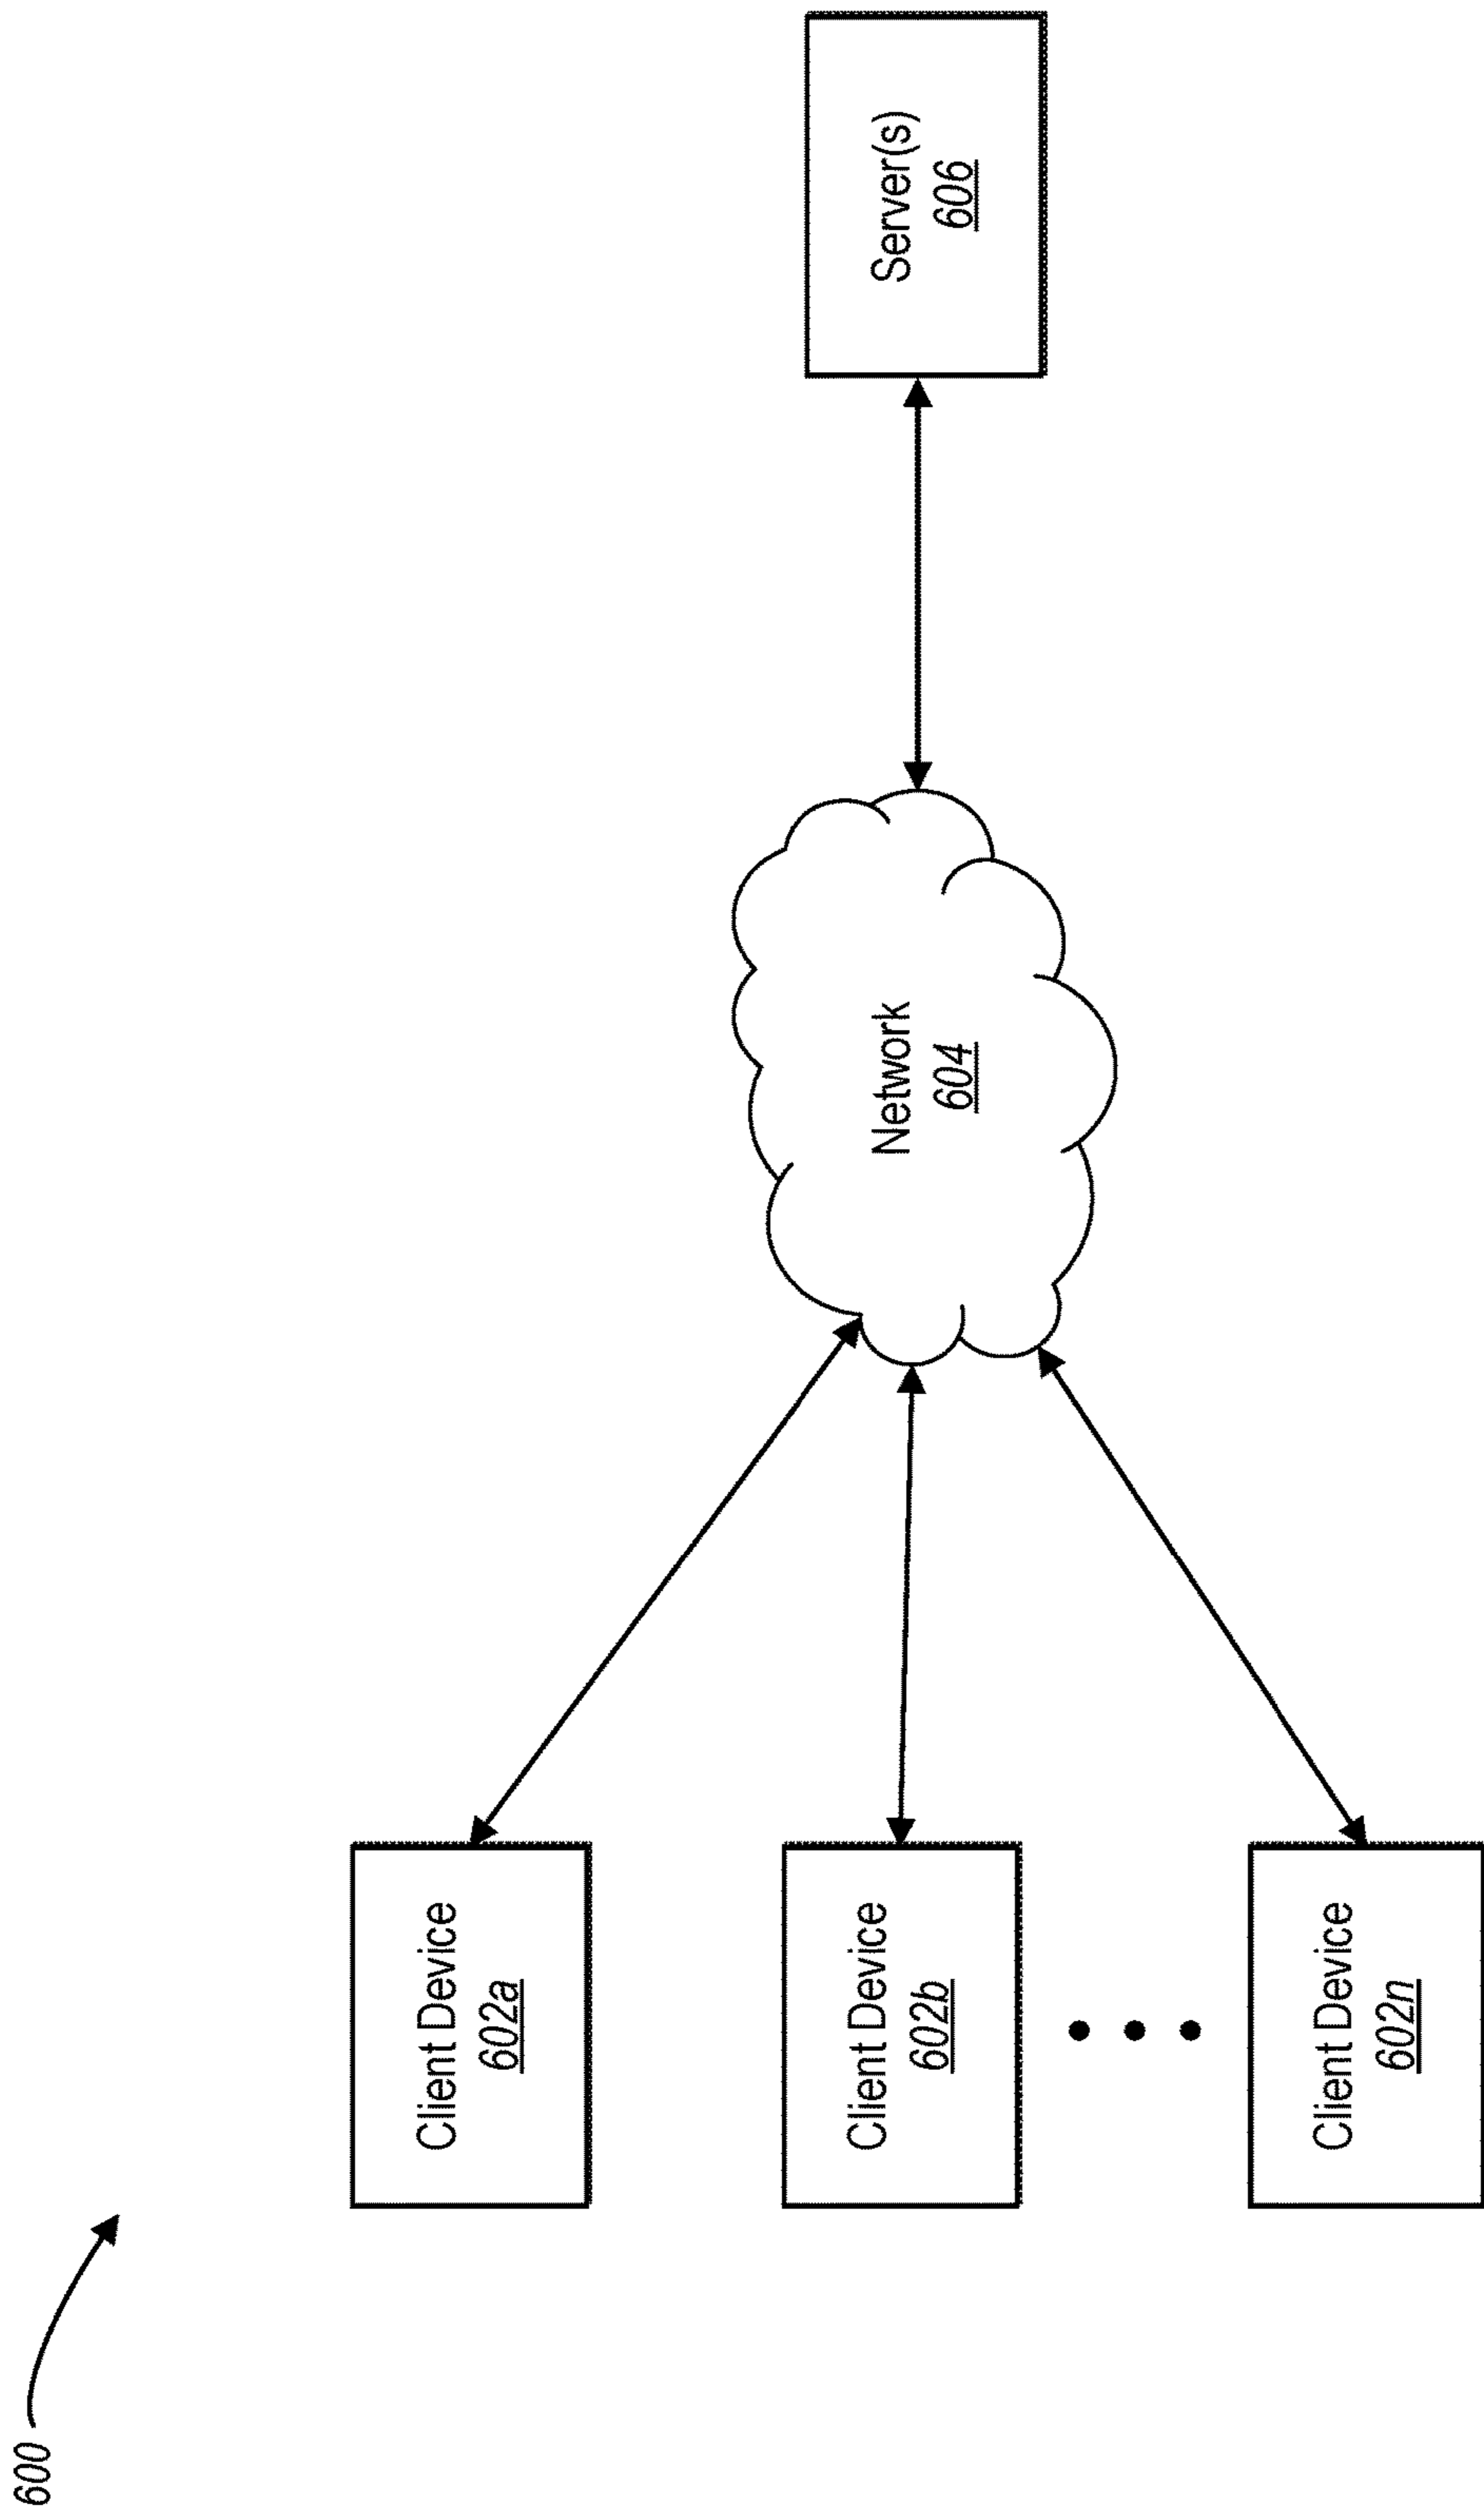 600
Client Device
602a
Client Device
602b
Client Device
602n
Network
604
Server(s)
606